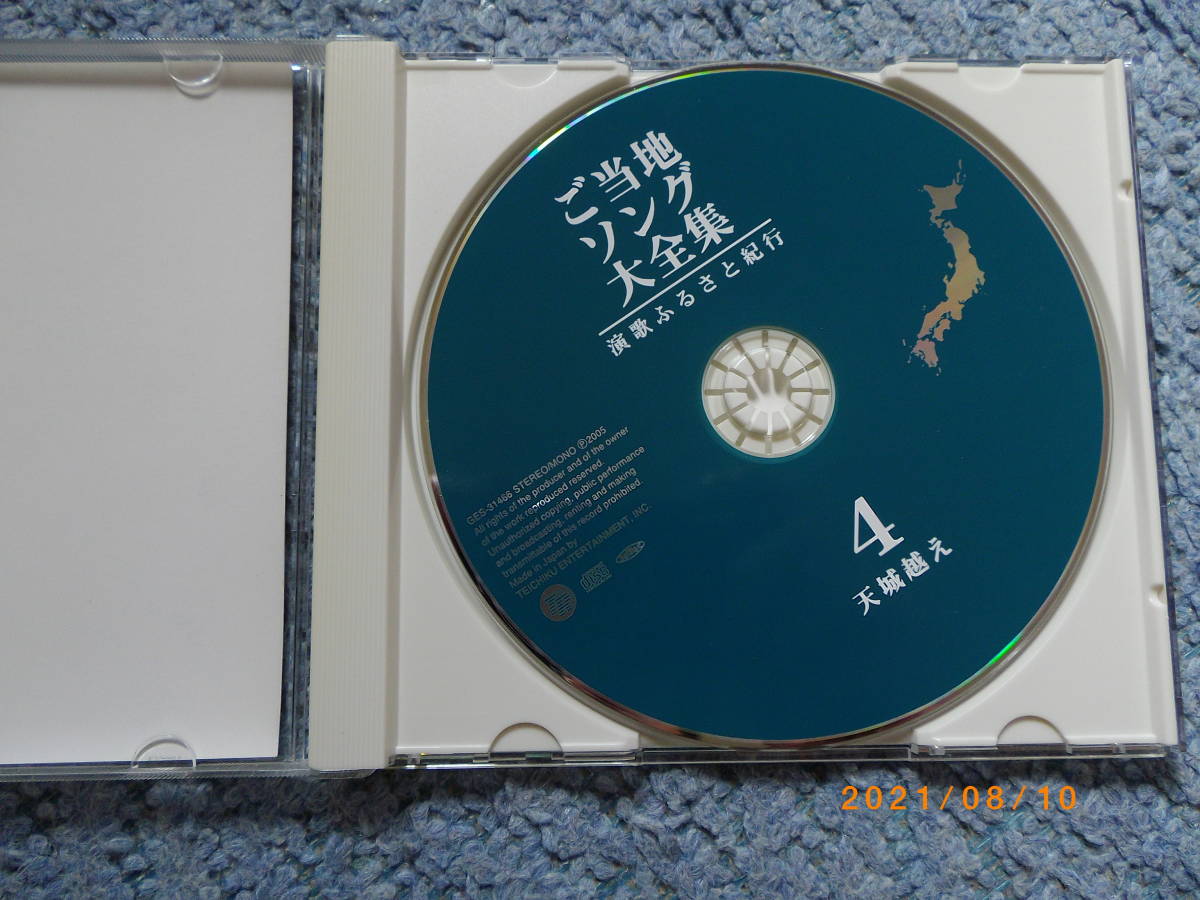 ご当地
ソング
大全集
演歌ふるさと紀行
GES-31466 STEREO/MONO ℗2005
All rights of the producer and of the owner
of the work reproduced reserved.
Unauthorized copying, public performance
and broadcasting, renting and making
transmittable of this record prohibited.
Made in Japan by
TEICHIKU ENTERTAINMENT, INC.
4
天城越え
2021/08/10